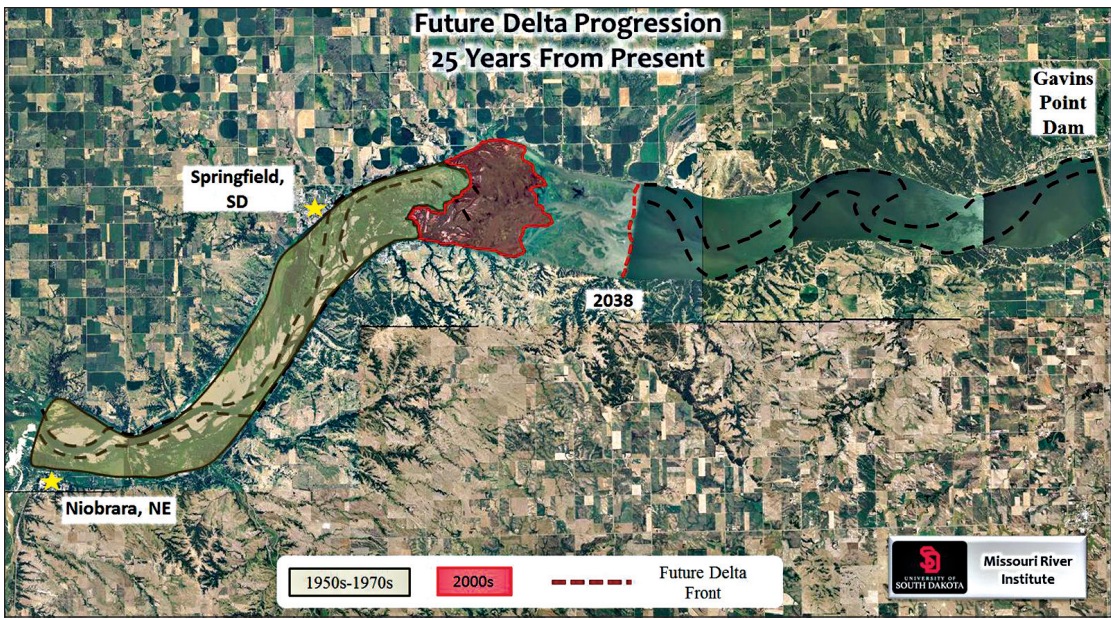 Future Delta Progression
25 Years From Present
Gavins
Point
Dam
Springfield,
SD
2038
Niobrara, NE
1950s-1970s
2000s
Future Delta
Front
UNIVERSITY OF
SOUTH DAKOTA
Missouri River
Institute